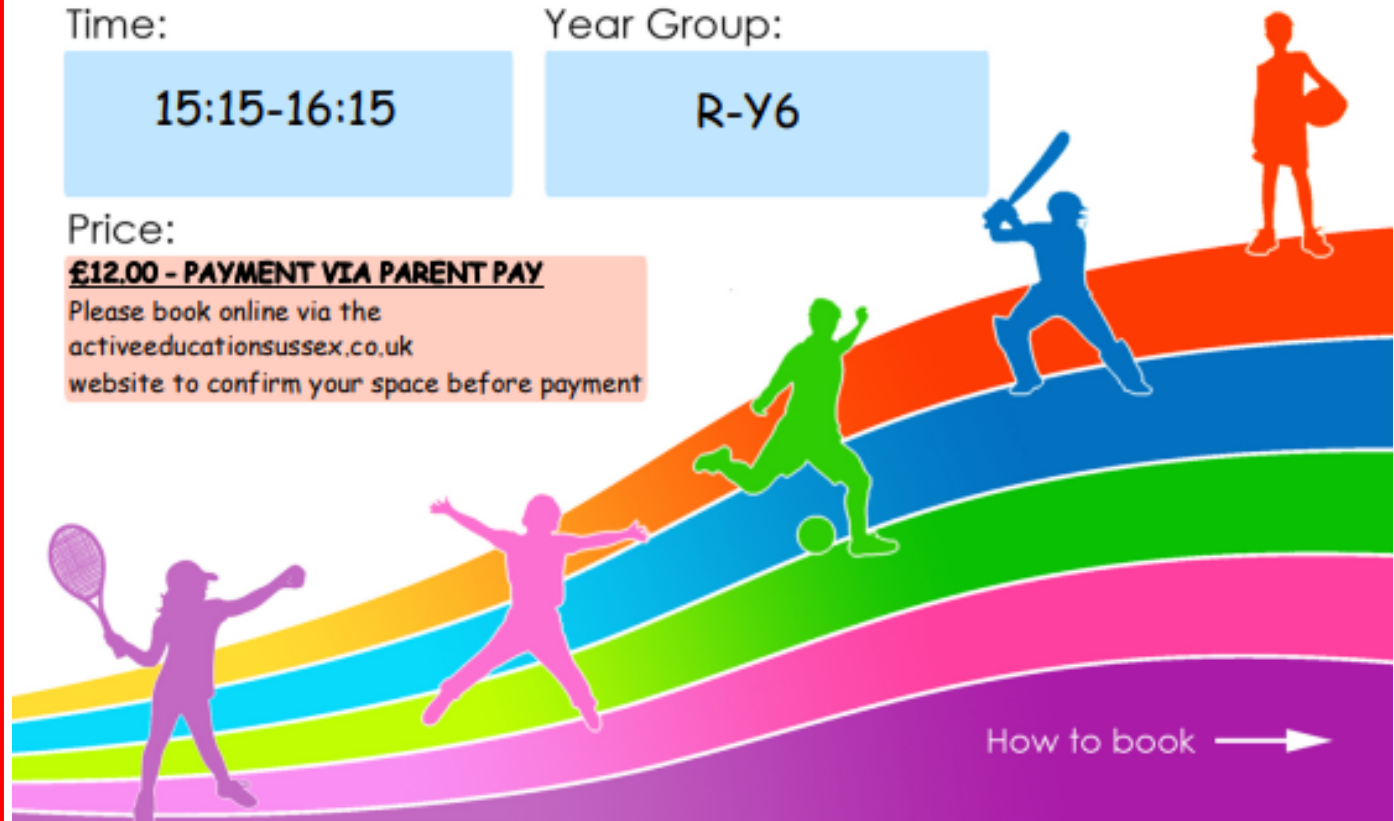 Time:
Year Group:
15:15-16:15
R-Y6
Price:
£12.00 - PAYMENT VIA PARENT PAY
Please book online via the
activeeducationsussex.co.uk
website to confirm your space before payment
How to book